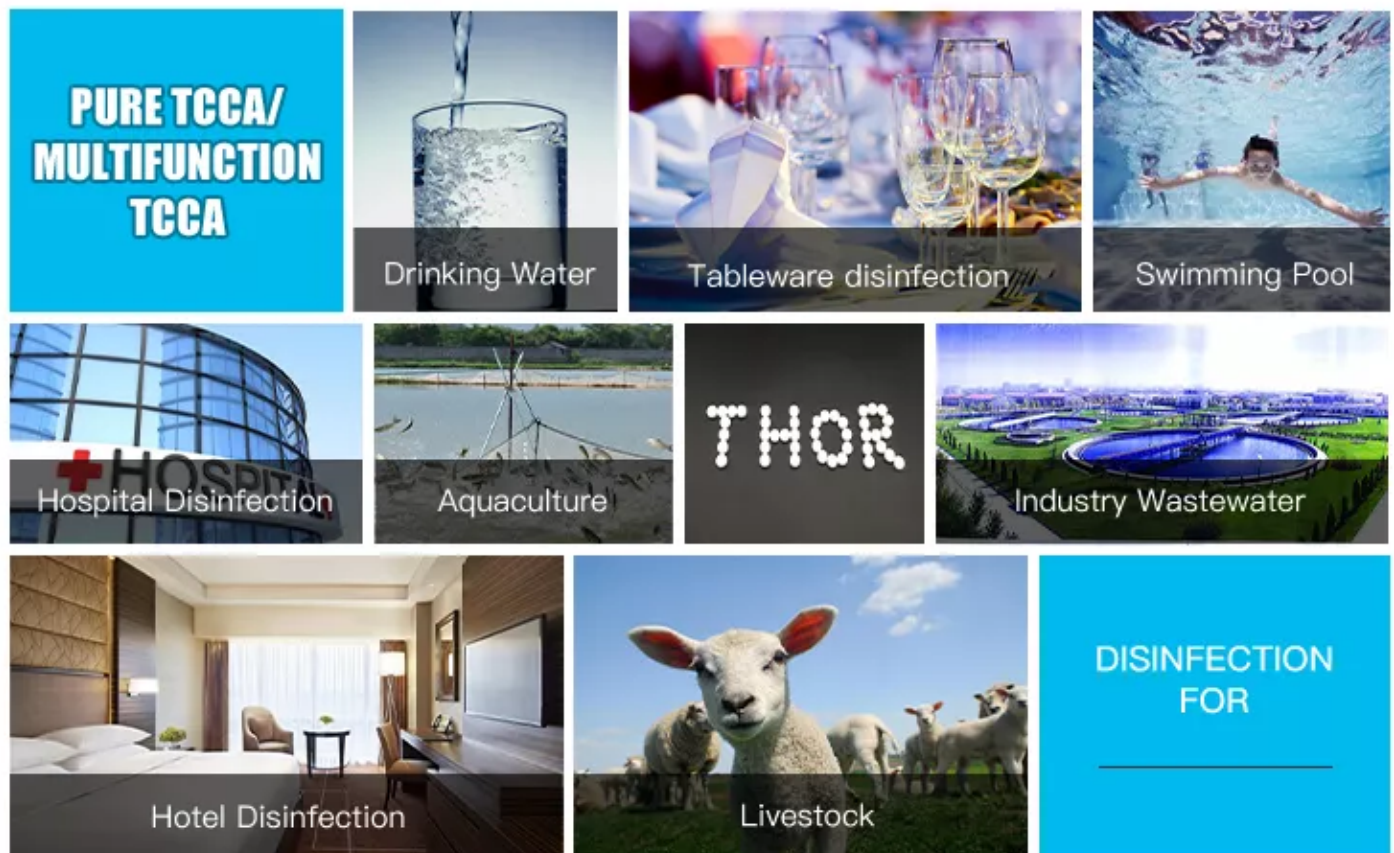 PURE TCCA/
MULTIFUNCTION
TCCA
Drinking Water
Tableware disinfection
Swimming Pool
HOSPITAL
Hospital Disinfection
Aquaculture
THOR
Industry Wastewater
Hotel Disinfection
Livestock
DISINFECTION
FOR